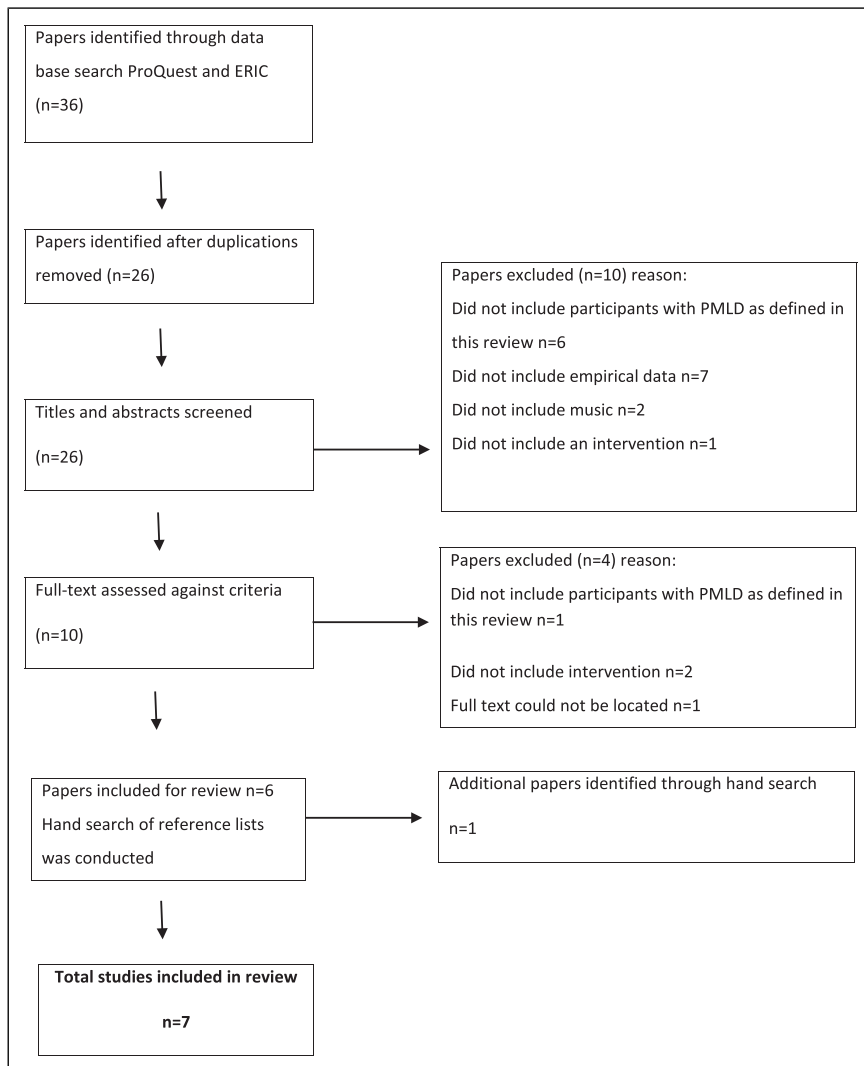 Papers identified through data
base search ProQuest and ERIC
(n=36)
Papers identified after duplications
removed (n=26)
Papers excluded (n=10) reason:
Did not include participants with PMLD as defined in
this review n=6
Did not include empirical data n=7
Did not include music n=2
Did not include an intervention n=1
Titles and abstracts screened
(n=26)
Papers excluded (n=4) reason:
Did not include participants with PMLD as defined in
this review n=1
Did not include intervention n=2
Full text could not be located n=1
Full-text assessed against criteria
(n=10)
Papers included for review n=6
Hand search of reference lists
was conducted
Additional papers identified through hand search
n=1
Total studies included in review
n=7